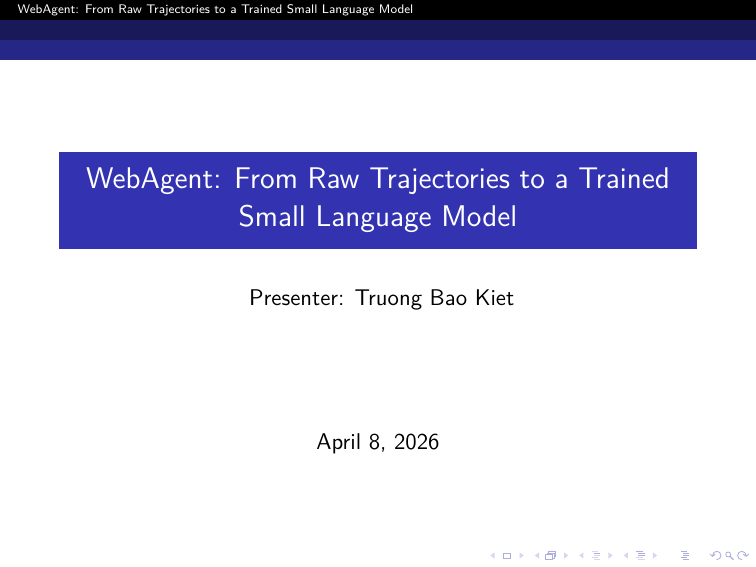 WebAgent: From Raw Trajectories to a Trained Small Language Model
WebAgent: From Raw Trajectories to a Trained
Small Language Model
Presenter: Truong Bao Kiet
April 8, 2026